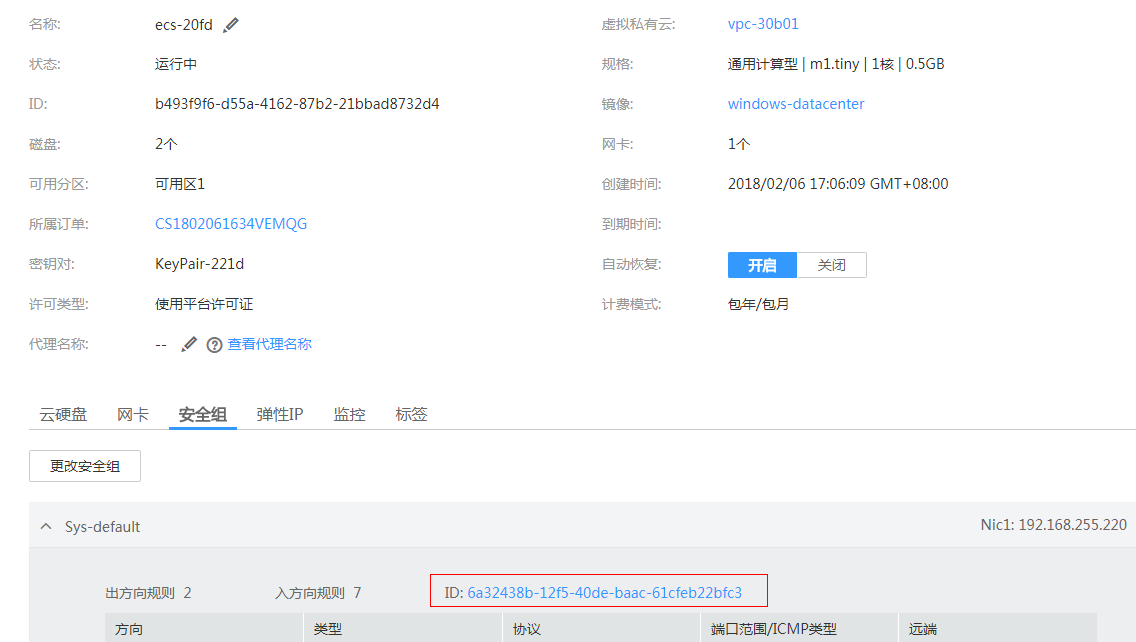 名称: ecs-20fd 虚拟私有云: vpc-30b01
状态: 运行中 规格: 通用计算型 | m1.tiny | 1核 | 0.5GB
ID: b493f9f6-d55a-4162-87b2-21bbad8732d4 镜像: windows-datacenter
磁盘: 2个 网卡: 1个
可用分区: 可用区1 创建时间: 2018/02/06 17:06:09 GMT+08:00
所属订单: CS1802061634VEMQG 到期时间:
密钥对: KeyPair-221d 自动恢复: 开启 关闭
许可类型: 使用平台许可证 计费模式: 包年/包月
代理名称: -- 查看代理名称
云硬盘 网卡 安全组 弹性IP 监控 标签
更改安全组
Sys-default Nic1: 192.168.255.220
出方向规则 2 入方向规则 7 ID: 6a32438b-12f5-40de-baac-61cfeb22bfc3
方向 类型 协议 端口范围/ICMP类型 远端